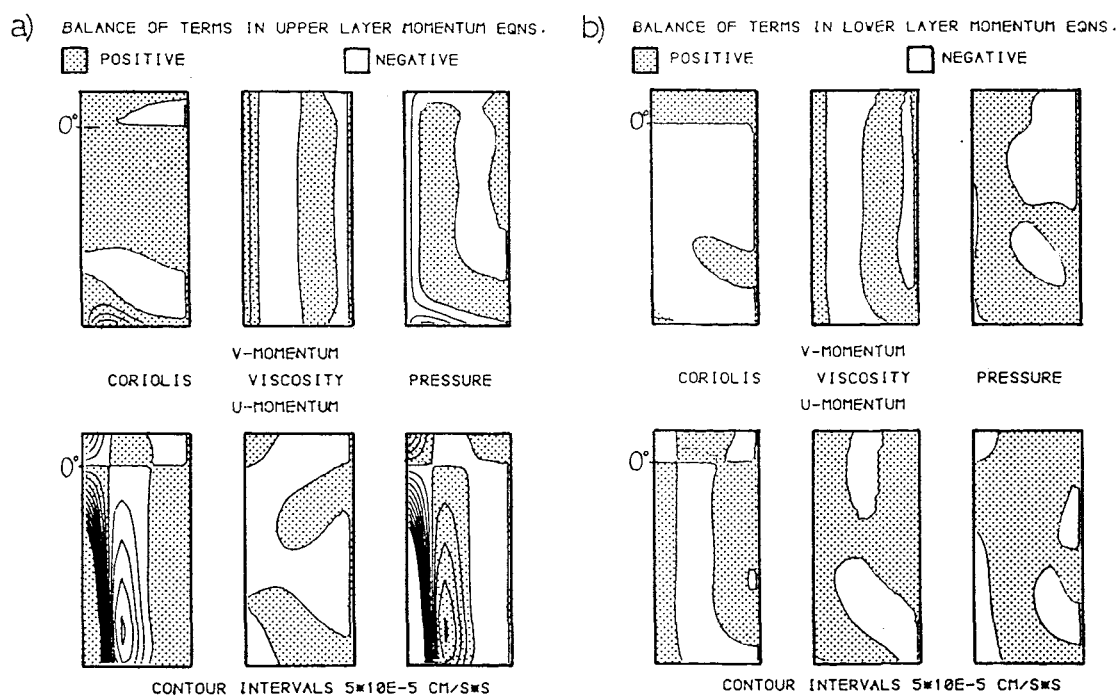 a) BALANCE OF TERMS IN UPPER LAYER MOMENTUM EQNS.
POSITIVE NEGATIVE
0°
V-MOMENTUM
CORIOLIS VISCOSITY PRESSURE
U-MOMENTUM
0°
CONTOUR INTERVALS 5*10E-5 CM/S*S
b) BALANCE OF TERMS IN LOWER LAYER MOMENTUM EQNS.
POSITIVE NEGATIVE
0°
V-MOMENTUM
CORIOLIS VISCOSITY PRESSURE
U-MOMENTUM
0°
CONTOUR INTERVALS 5*10E-5 CM/S*S